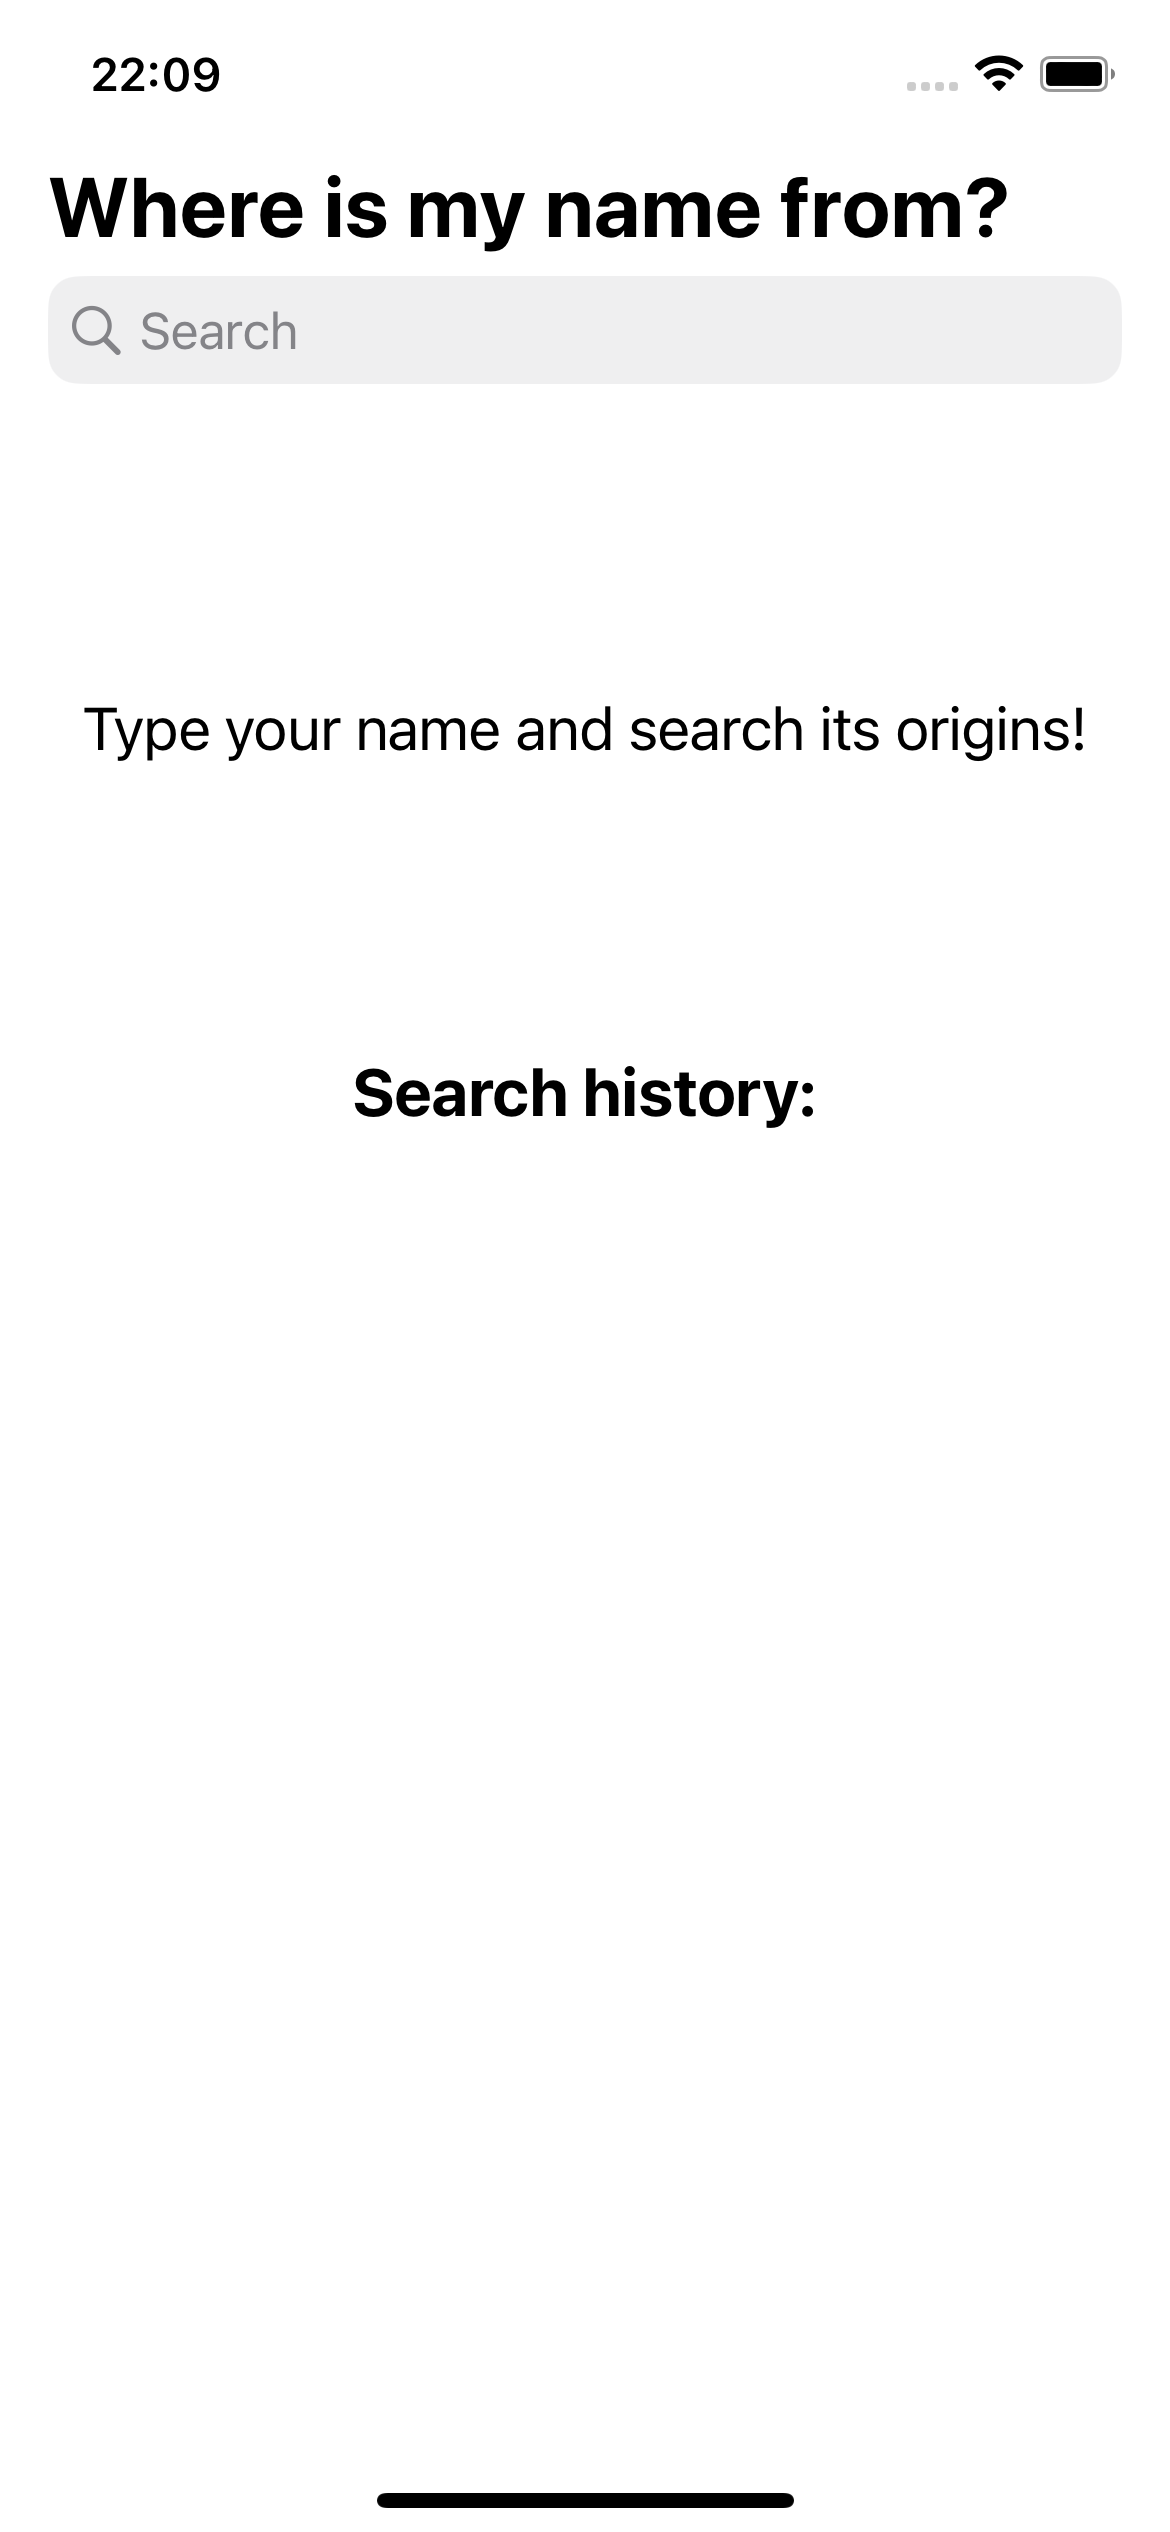 22:09
Where is my name from?
Search
Type your name and search its origins!
Search history: